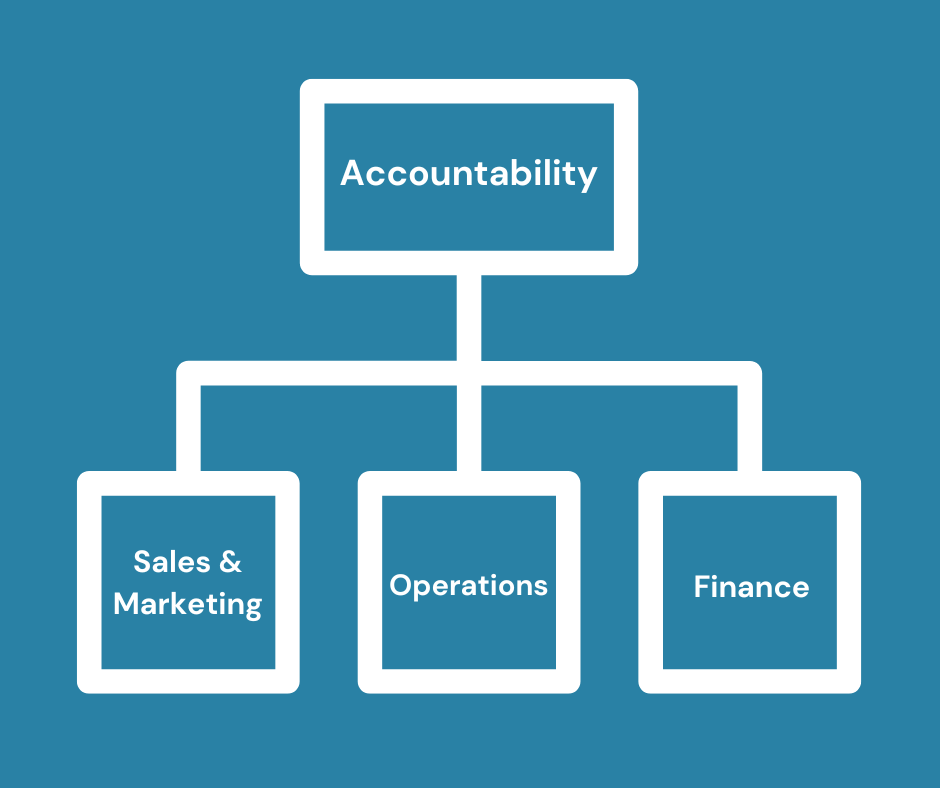 Accountability
Sales &
Marketing
Operations
Finance